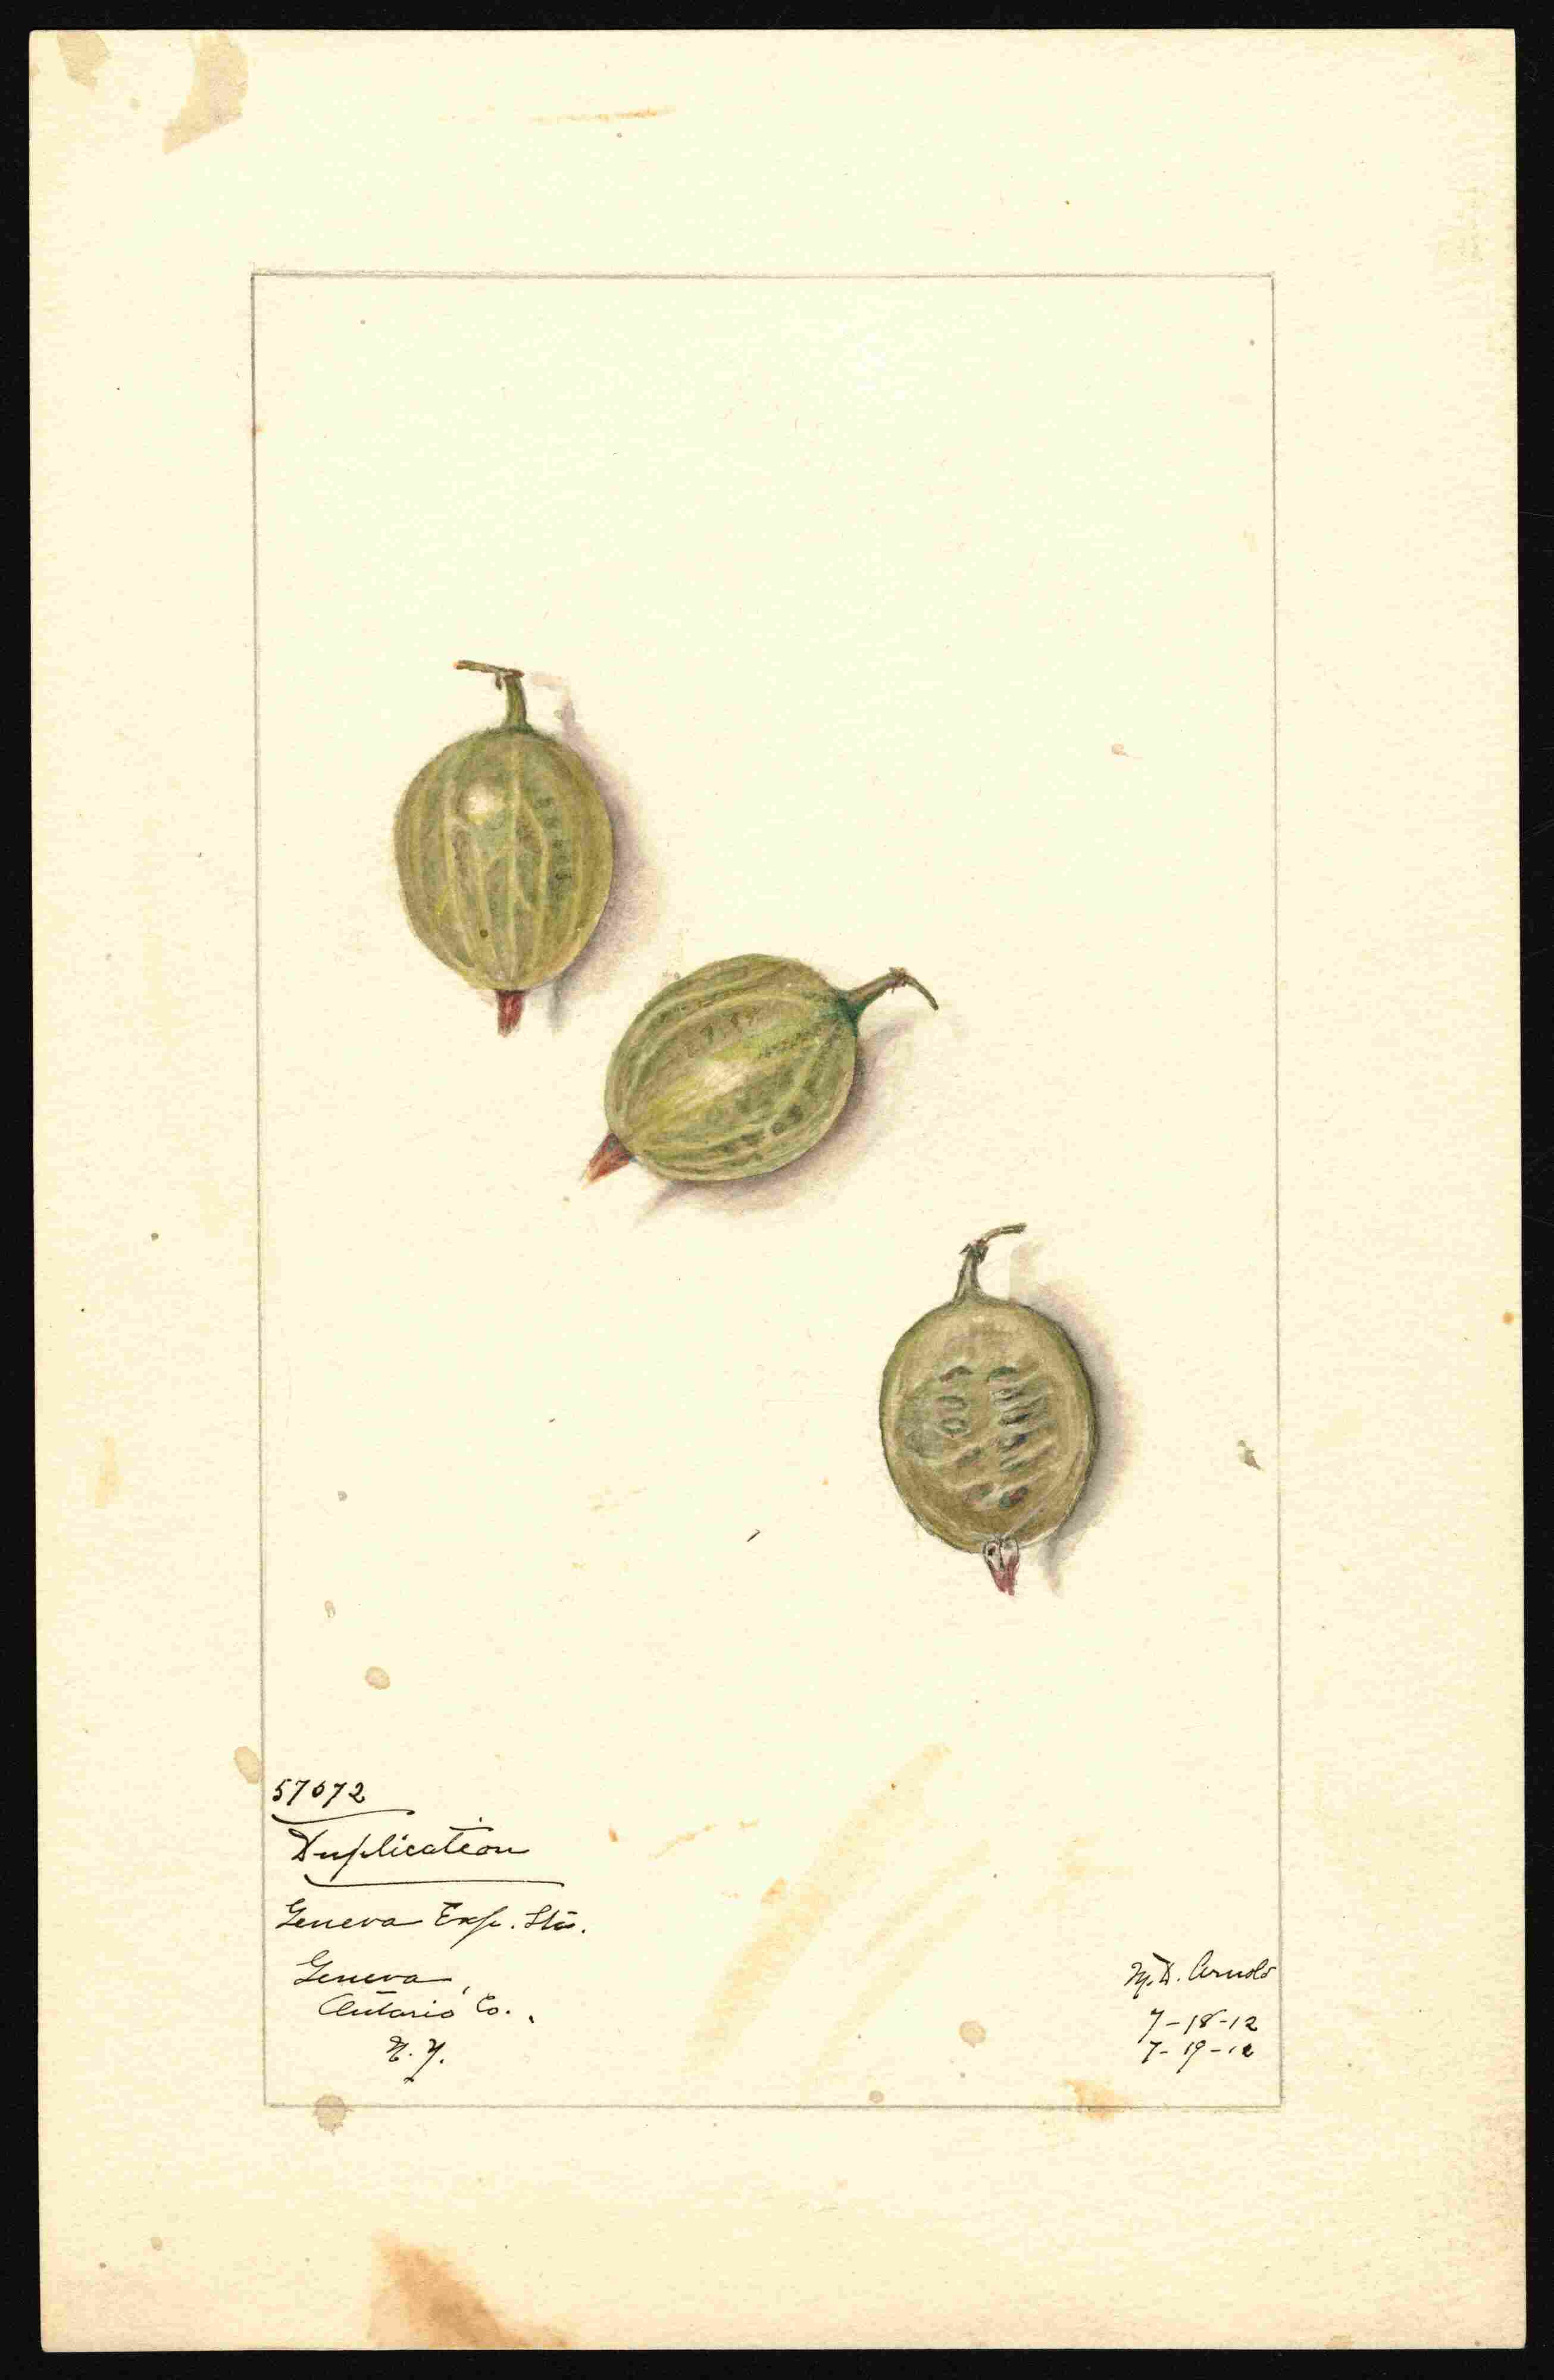 57072
Duplication
Geneva Exp. Sta.
Geneva,
Ontario Co.,
N. Y.
M. D. Arnold
7-18-12
7-19-12